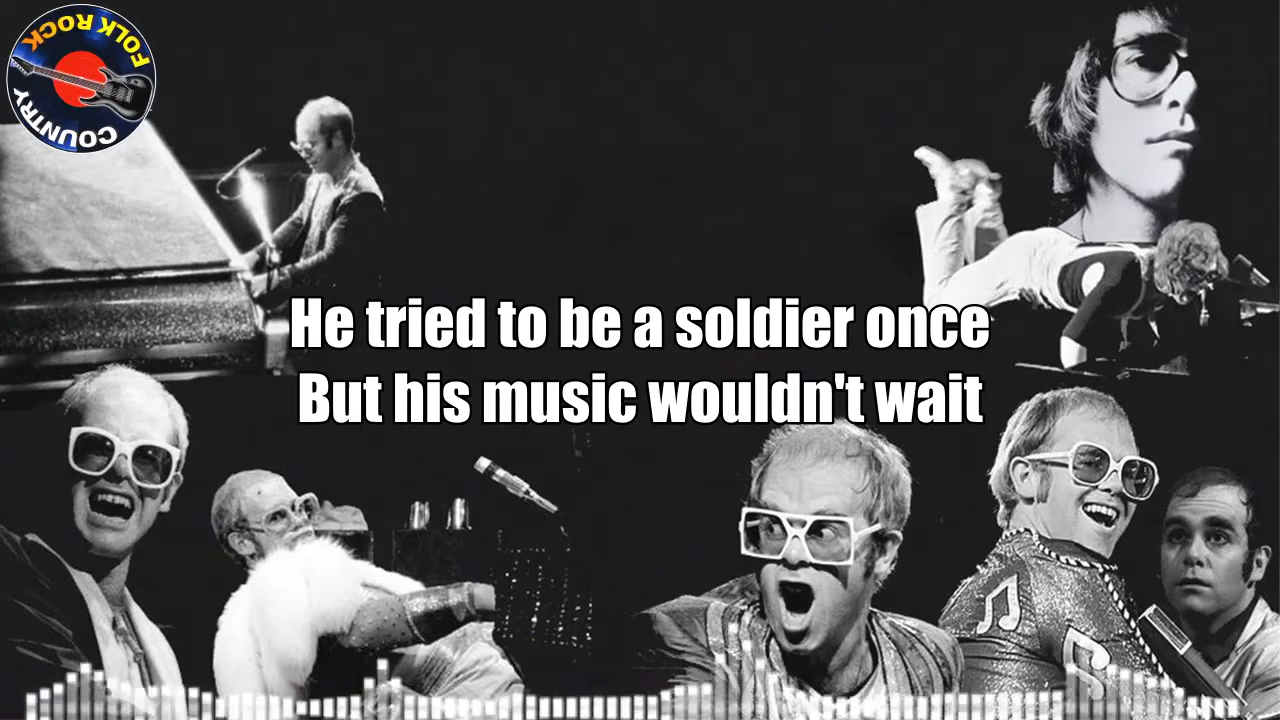 FOLK ROCK
COUNTRY
He tried to be a soldier once
But his music wouldn't wait